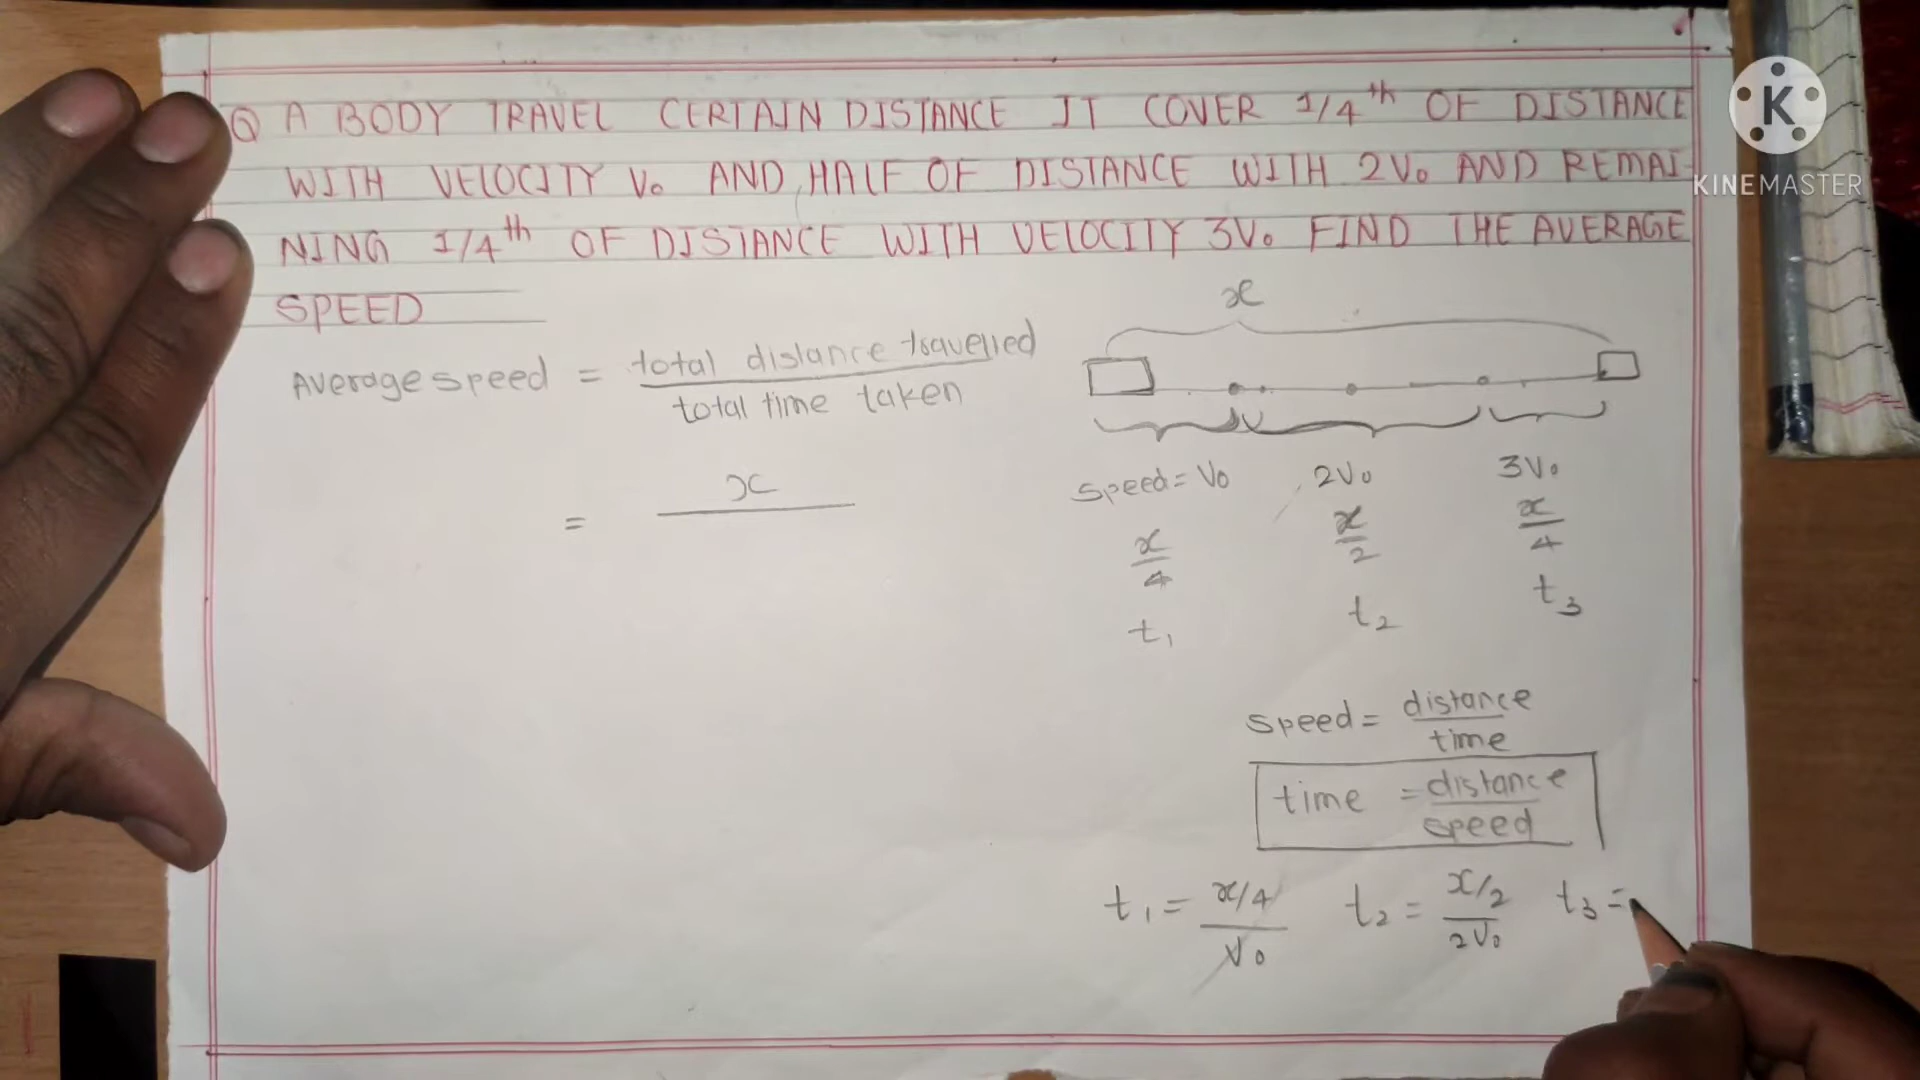 Q A BODY TRAVEL CERTAIN DISTANCE IT COVER 1/4th OF DISTANCE
WITH VELOCITY V₀ AND HALF OF DISTANCE WITH 2V₀ AND REMAI-
NING 1/4th OF DISTANCE WITH VELOCITY 3V₀ FIND THE AVERAGE
SPEED
K
KINEMASTER
x
Average speed = total distance travelled
total time taken
= x
speed = V₀ 2V₀ 3V₀
x/4 x/2 x/4
t₁ t₂ t₃
speed = distance
time
time = distance
speed
t₁ = x/4 t₂ = x/2 t₃ =
V₀ 2V₀